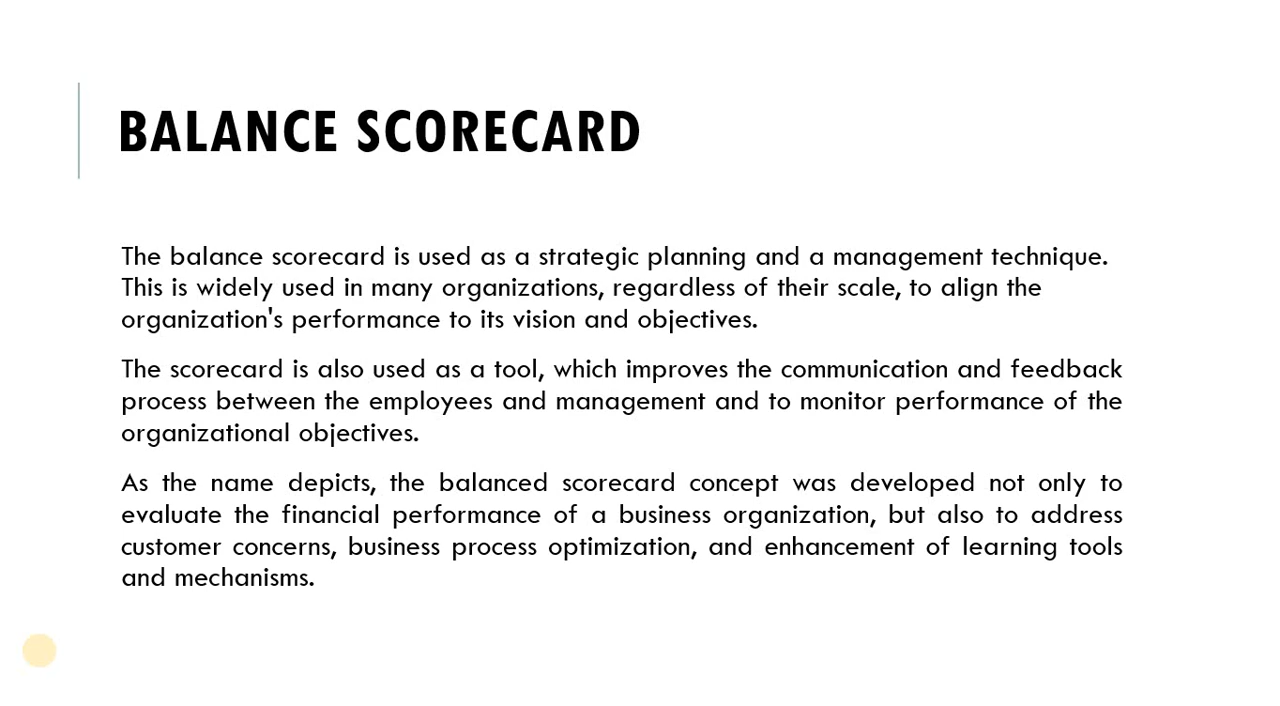 BALANCE SCORECARD
The balance scorecard is used as a strategic planning and a management technique.
This is widely used in many organizations, regardless of their scale, to align the
organization's performance to its vision and objectives.
The scorecard is also used as a tool, which improves the communication and feedback
process between the employees and management and to monitor performance of the
organizational objectives.
As the name depicts, the balanced scorecard concept was developed not only to
evaluate the financial performance of a business organization, but also to address
customer concerns, business process optimization, and enhancement of learning tools
and mechanisms.